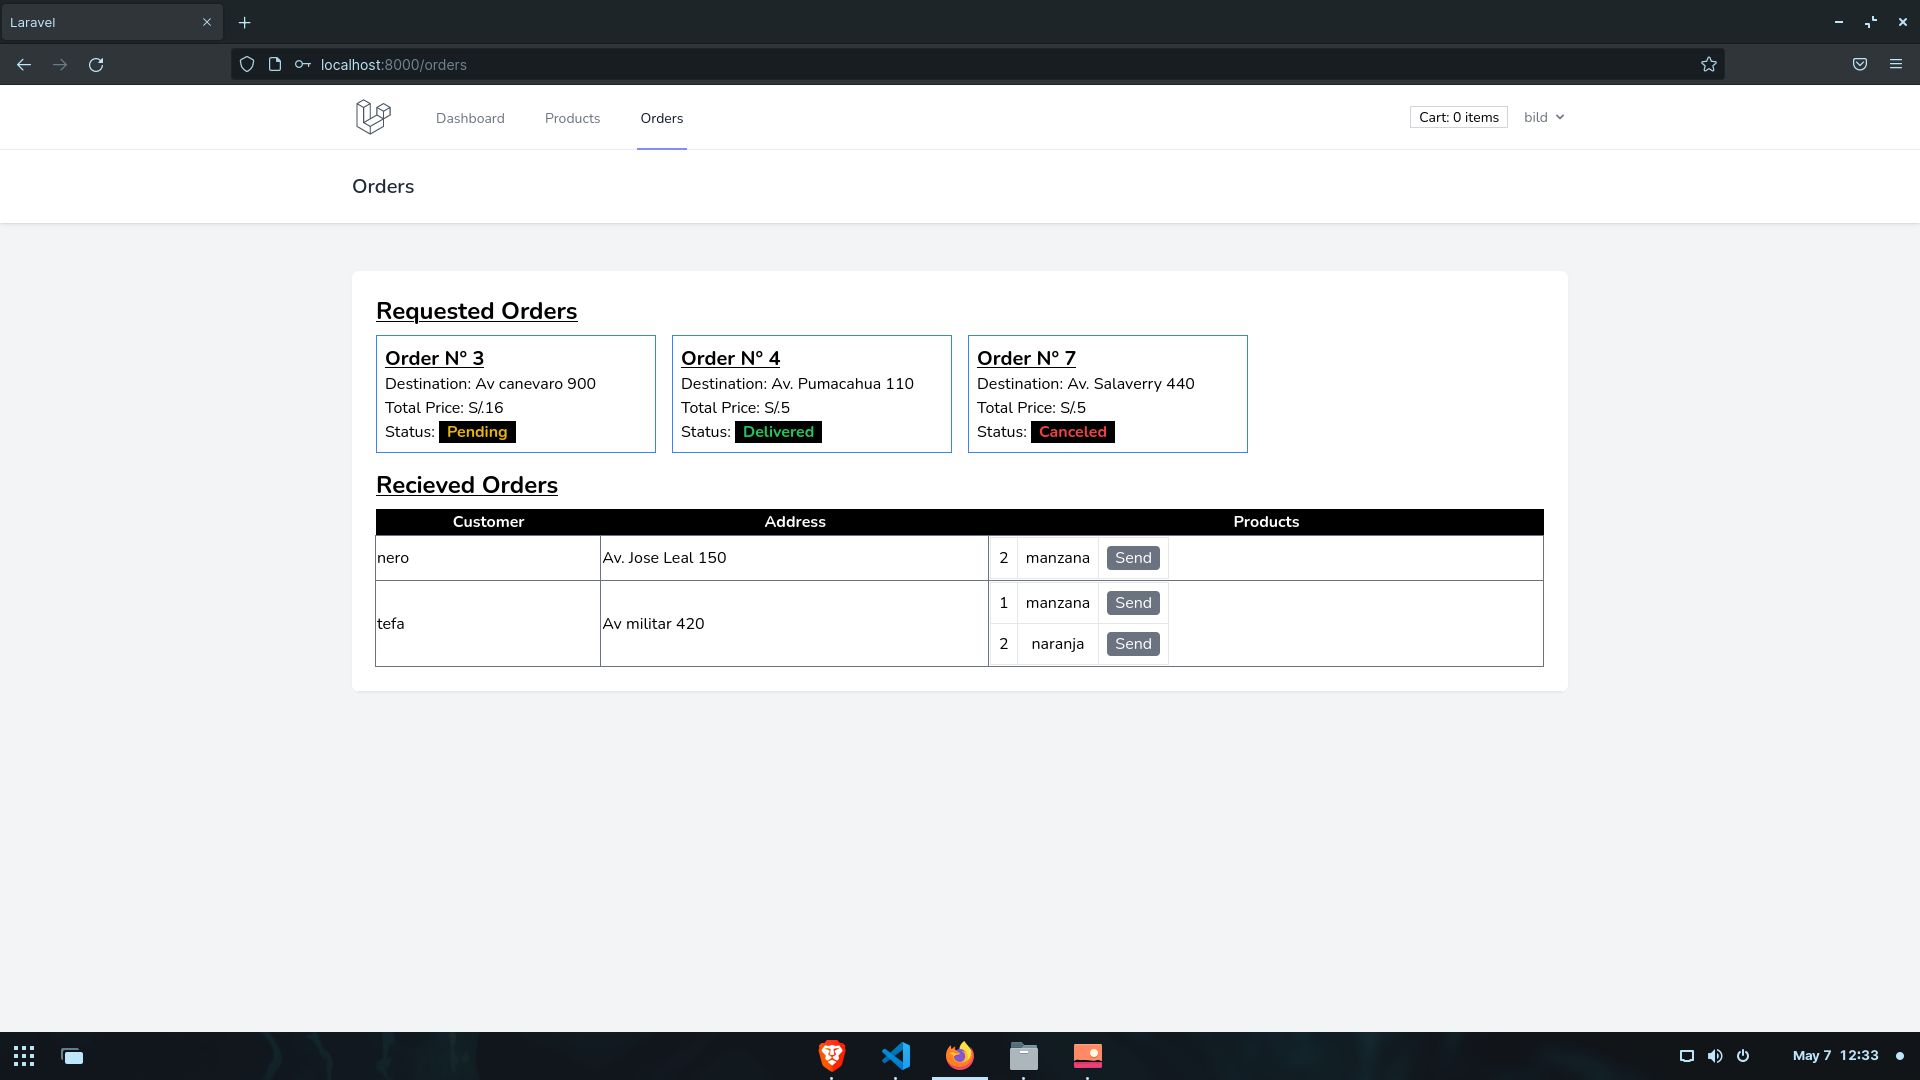 Laravel
localhost:8000/orders
Dashboard Products Orders Cart: 0 items bild
Orders
Requested Orders
Order N° 3
Destination: Av canevaro 900
Total Price: S/.16
Status: Pending
Order N° 4
Destination: Av. Pumacahua 110
Total Price: S/.5
Status: Delivered
Order N° 7
Destination: Av. Salaverry 440
Total Price: S/.5
Status: Canceled
Recieved Orders
Customer Address Products
nero Av. Jose Leal 150 2 manzana Send
tefa Av militar 420 1 manzana Send
2 naranja Send
May 7 12:33